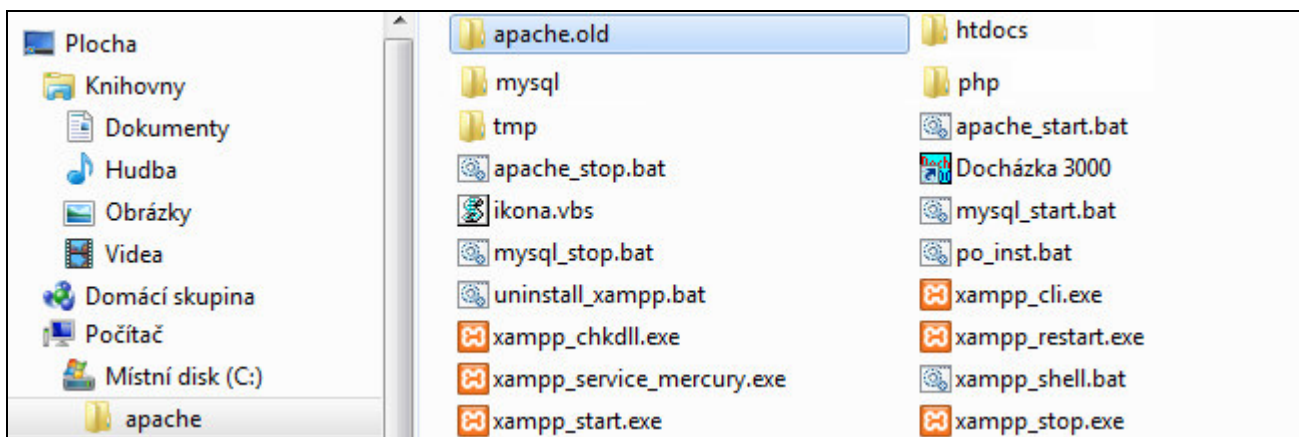 Plocha
Knihovny
Dokumenty
Hudba
Obrázky
Videa
Domácí skupina
Počítač
Místní disk (C:)
apache
apache.old
htdocs
mysql
php
tmp
apache_start.bat
apache_stop.bat
Docházka 3000
ikona.vbs
mysql_start.bat
mysql_stop.bat
po_inst.bat
uninstall_xampp.bat
xampp_cli.exe
xampp_chkdll.exe
xampp_restart.exe
xampp_service_mercury.exe
xampp_shell.bat
xampp_start.exe
xampp_stop.exe